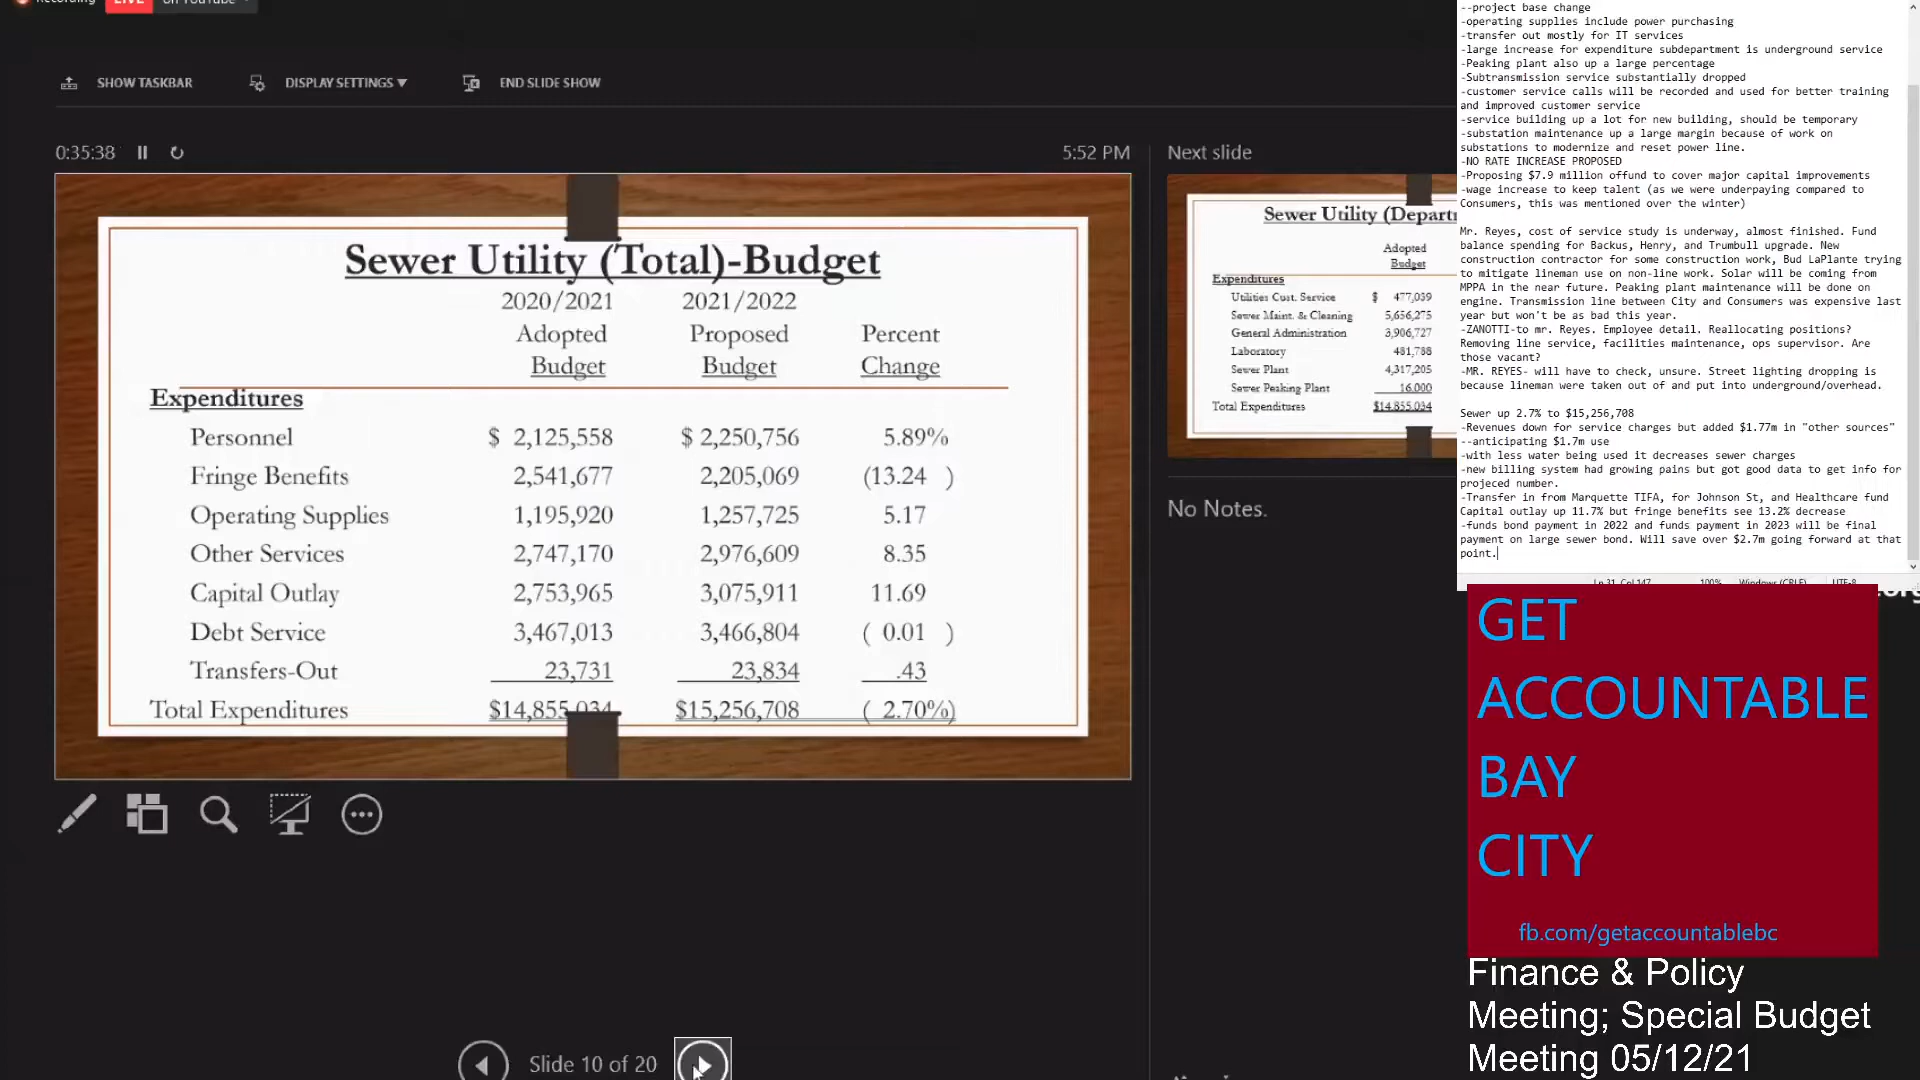 Recording LIVE on YouTube
SHOW TASKBAR DISPLAY SETTINGS ▼ END SLIDE SHOW
0:35:38 5:52 PM
Sewer Utility (Total)-Budget
2020/2021 2021/2022
Adopted Proposed Percent
Budget Budget Change
Expenditures
Personnel $ 2,125,558 $ 2,250,756 5.89%
Fringe Benefits 2,541,677 2,205,069 (13.24 )
Operating Supplies 1,195,920 1,257,725 5.17
Other Services 2,747,170 2,976,609 8.35
Capital Outlay 2,753,965 3,075,911 11.69
Debt Service 3,467,013 3,466,804 ( 0.01 )
Transfers-Out 23,731 23,834 .43
Total Expenditures $14,855,034 $15,256,708 ( 2.70%)
Slide 10 of 20
Next slide
Sewer Utility (Depart
Adopted
Budget
Expenditures
Utilities Cust. Service $ 477,039
Sewer Maint. & Cleaning 5,656,275
General Administration 3,906,727
Laboratory 481,788
Sewer Plant 4,317,205
Sewer Peaking Plant 16,000
Total Expenditures $14,855,034
No Notes.
--project base change
-operating supplies include power purchasing
-transfer out mostly for IT services
-large increase for expenditure subdepartment is underground service
-Peaking plant also up a large percentage
-Subtransmission service substantially dropped
-customer service calls will be recorded and used for better training
and improved customer service
-service building up a lot for new building, should be temporary
-substation maintenance up a large margin because of work on
substations to modernize and reset power line.
-NO RATE INCREASE PROPOSED
-Proposing $7.9 million offund to cover major capital improvements
-wage increase to keep talent (as we were underpaying compared to
Consumers, this was mentioned over the winter)
Mr. Reyes, cost of service study is underway, almost finished. Fund
balance spending for Backus, Henry, and Trumbull upgrade. New
construction contractor for some construction work, Bud LaPlante trying
to mitigate lineman use on non-line work. Solar will be coming from
MPPA in the near future. Peaking plant maintenance will be done on
engine. Transmission line between City and Consumers was expensive last
year but won't be as bad this year.
-ZANOTTI-to mr. Reyes. Employee detail. Reallocating positions?
Removing line service, facilities maintenance, ops supervisor. Are
those vacant?
-MR. REYES- will have to check, unsure. Street lighting dropping is
because lineman were taken out of and put into underground/overhead.
Sewer up 2.7% to $15,256,708
-Revenues down for service charges but added $1.77m in "other sources"
--anticipating $1.7m use
-with less water being used it decreases sewer charges
-new billing system had growing pains but got good data to get info for
projeced number.
-Transfer in from Marquette TIFA, for Johnson St, and Healthcare fund
Capital outlay up 11.7% but fringe benefits see 13.2% decrease
-funds bond payment in 2022 and funds payment in 2023 will be final
payment on large sewer bond. Will save over $2.7m going forward at that
point.
Ln 31, Col 147 100% Windows (CRLF) UTF-8
.org
GET
ACCOUNTABLE
BAY
CITY
fb.com/getaccountablebc
Finance & Policy
Meeting; Special Budget
Meeting 05/12/21